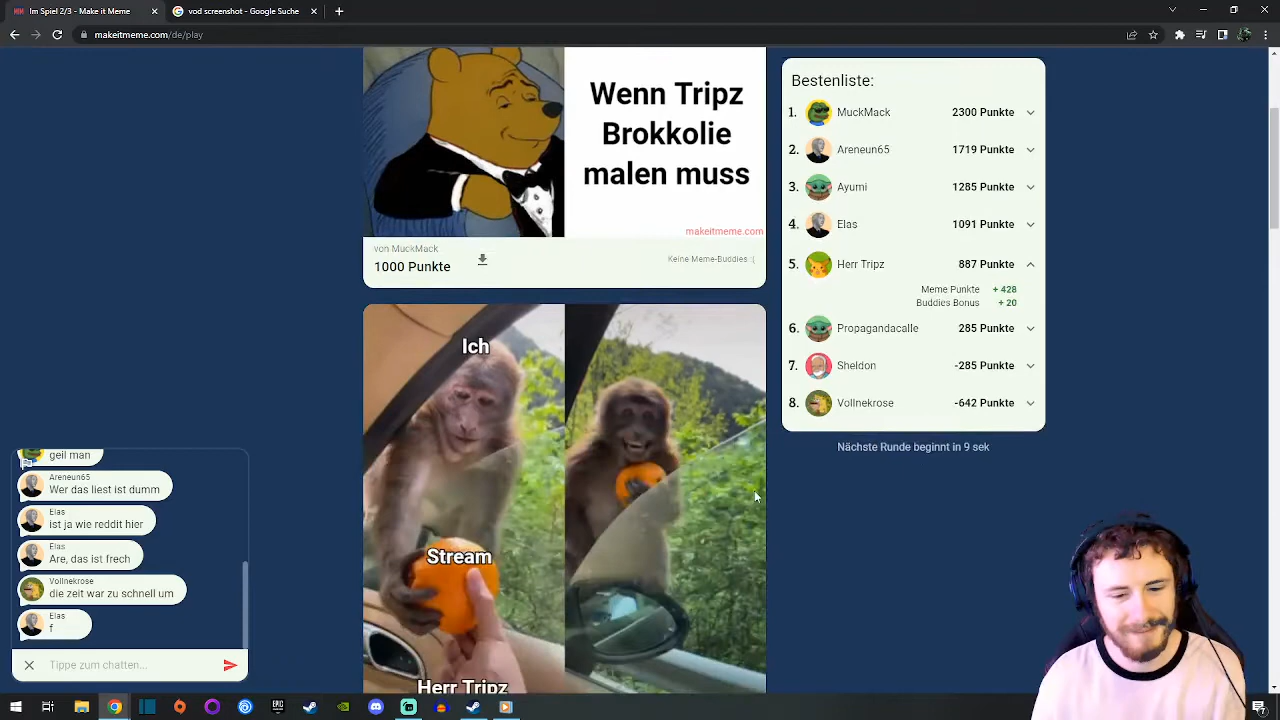 Im Spiel 2/3 - Make it Meme
voll nekrose - Google Suche
makeitmeme.com/de/play
Wenn Tripz
Brokkolie
malen muss
makeitmeme.com
von MuckMack
1000 Punkte
Keine Meme-Buddies :(
Ich
Stream
Herr Tripz
Bestenliste:
1. MuckMack 2300 Punkte
2. Areneun65 1719 Punkte
3. Ayumi 1285 Punkte
4. Elas 1091 Punkte
5. Herr Tripz 887 Punkte
Meme Punkte + 428
Buddies Bonus + 20
6. Propagandacalle 285 Punkte
7. Sheldon -285 Punkte
8. Vollnekrose -642 Punkte
Nächste Runde beginnt in 9 sek
geil man
Areneun65
Wer das liest ist dumm
Elas
ist ja wie reddit hier
Elas
Are, das ist frech
Vollnekrose
die zeit war zu schnell um
Elas
f
Tippe zum chatten...